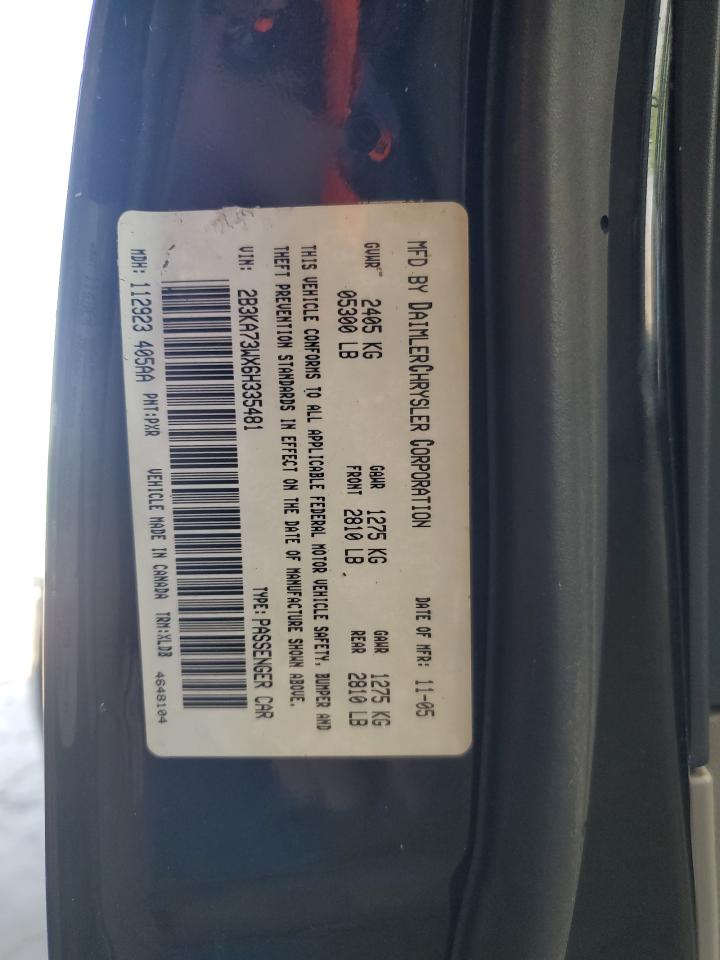 MFD BY DAIMLERCHRYSLER CORPORATION DATE OF MFR: 11-05
GVWR 2405 KG GAWR 1275 KG GAWR 1275 KG
05300 LB FRONT 2810 LB REAR 2810 LB
THIS VEHICLE CONFORMS TO ALL APPLICABLE FEDERAL MOTOR VEHICLE SAFETY, BUMPER AND
THEFT PREVENTION STANDARDS IN EFFECT ON THE DATE OF MANUFACTURE SHOWN ABOVE.
VIN: 2B3KA73WX6H335481 TYPE: PASSENGER CAR
MDH: 112923 405AA PNT:PXR VEHICLE MADE IN CANADA TRM:XLDB
4648104